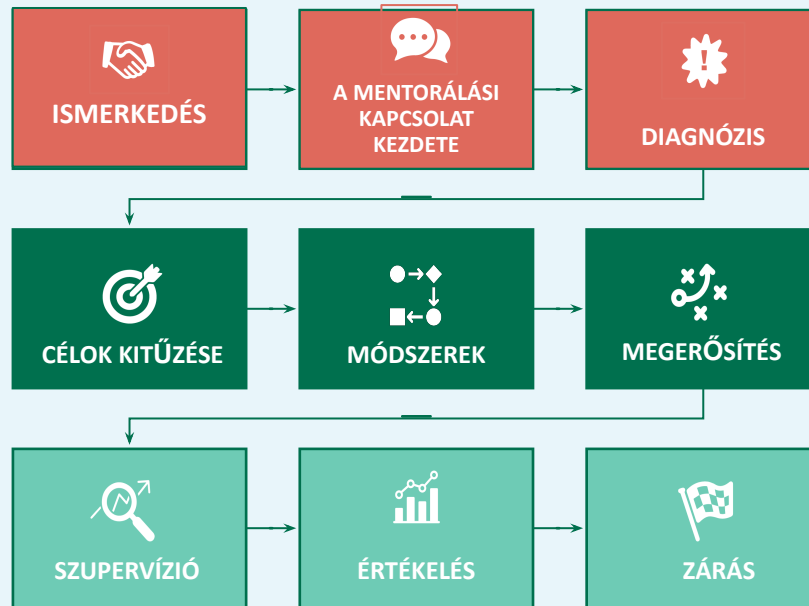 ISMERKEDÉS
A MENTORÁLÁSI
KAPCSOLAT
KEZDETE
DIAGNÓZIS
CÉLOK KITŰZÉSE
MÓDSZEREK
MEGERŐSÍTÉS
SZUPERVÍZIÓ
ÉRTÉKELÉS
ZÁRÁS